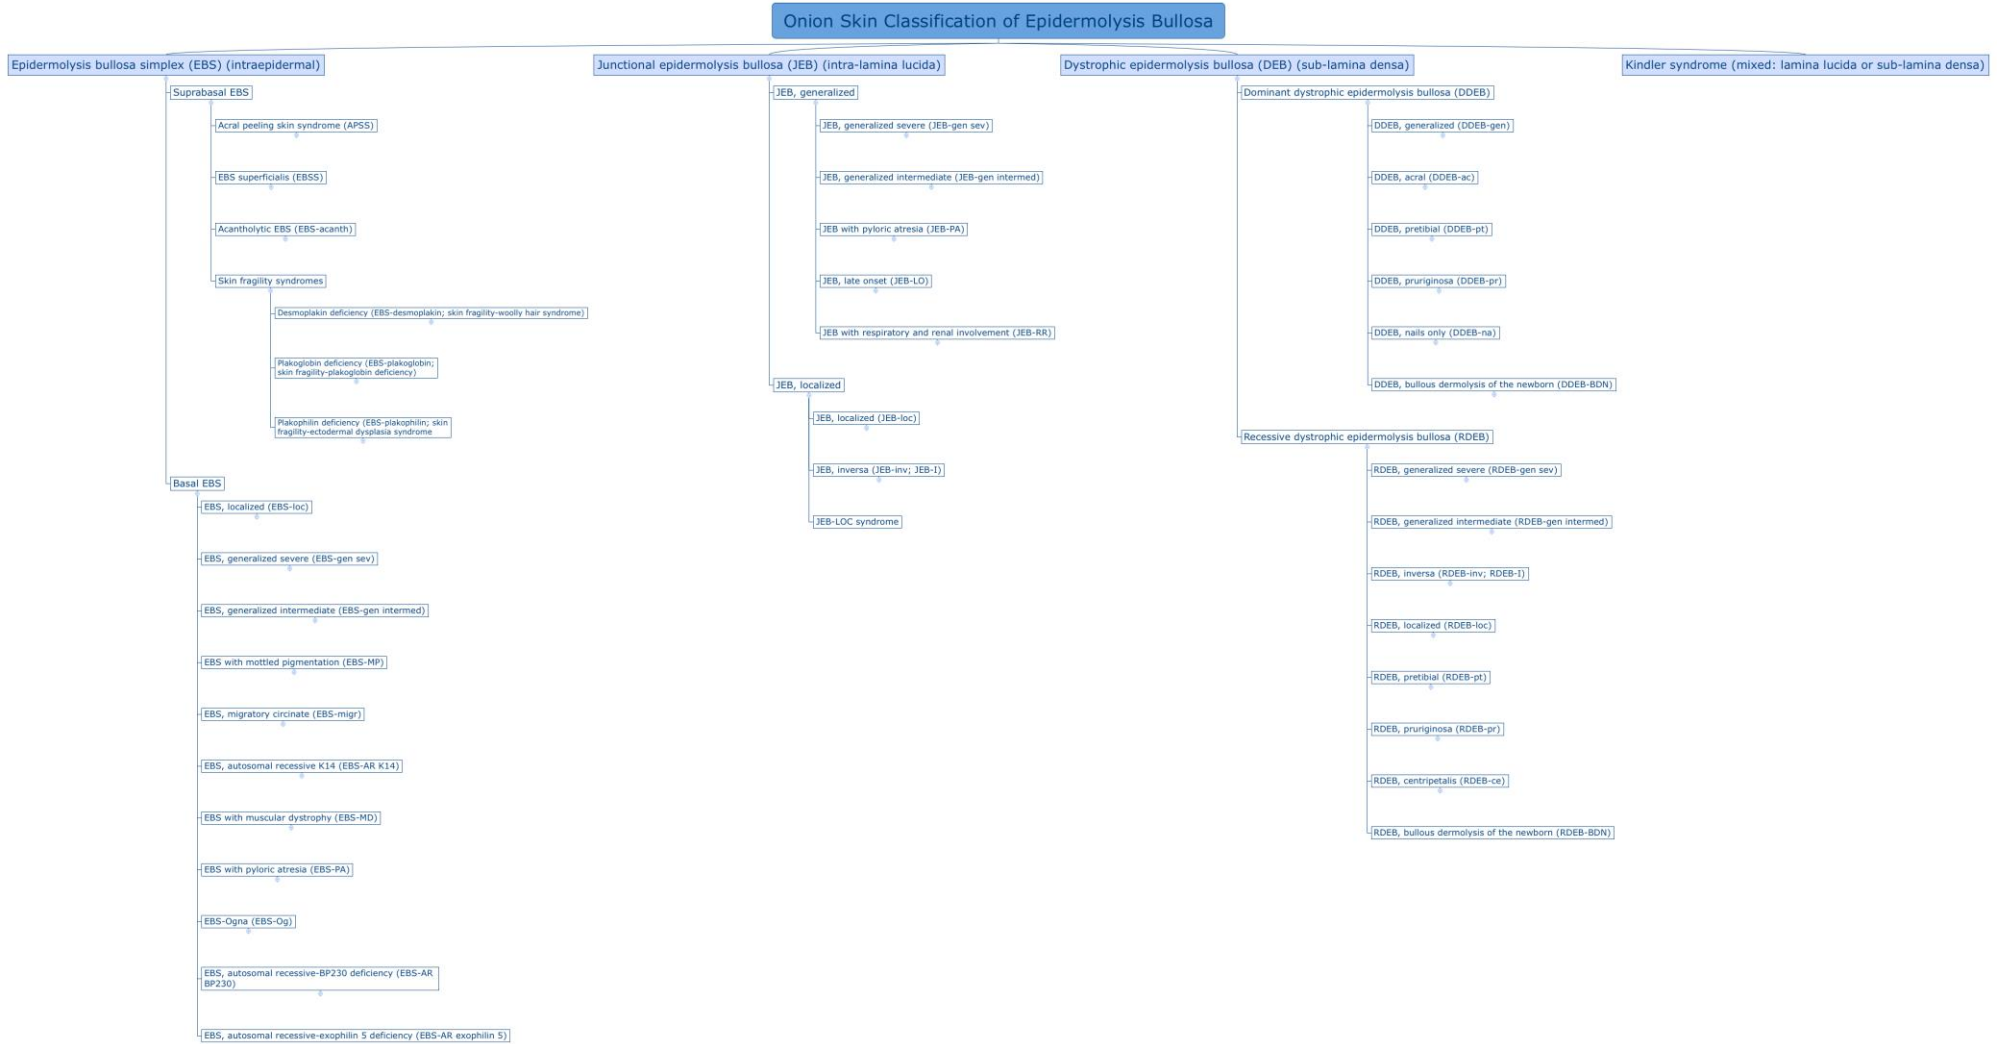 Onion Skin Classification of Epidermolysis Bullosa
Epidermolysis bullosa simplex (EBS) (intraepidermal)
Suprabasal EBS
Acral peeling skin syndrome (APSS)
EBS superficialis (EBSS)
Acantholytic EBS (EBS-acanth)
Skin fragility syndromes
Desmoplakin deficiency (EBS-desmoplakin; skin fragility-woolly hair syndrome)
Plakoglobin deficiency (EBS-plakoglobin;
skin fragility-plakoglobin deficiency)
Plakophilin deficiency (EBS-plakophilin; skin
fragility-ectodermal dysplasia syndrome
Basal EBS
EBS, localized (EBS-loc)
EBS, generalized severe (EBS-gen sev)
EBS, generalized intermediate (EBS-gen intermed)
EBS with mottled pigmentation (EBS-MP)
EBS, migratory circinate (EBS-migr)
EBS, autosomal recessive K14 (EBS-AR K14)
EBS with muscular dystrophy (EBS-MD)
EBS with pyloric atresia (EBS-PA)
EBS-Ogna (EBS-Og)
EBS, autosomal recessive-BP230 deficiency (EBS-AR
BP230)
EBS, autosomal recessive-exophilin 5 deficiency (EBS-AR exophilin 5)
Junctional epidermolysis bullosa (JEB) (intra-lamina lucida)
JEB, generalized
JEB, generalized severe (JEB-gen sev)
JEB, generalized intermediate (JEB-gen intermed)
JEB with pyloric atresia (JEB-PA)
JEB, late onset (JEB-LO)
JEB with respiratory and renal involvement (JEB-RR)
JEB, localized
JEB, localized (JEB-loc)
JEB, inversa (JEB-inv; JEB-I)
JEB-LOC syndrome
Dystrophic epidermolysis bullosa (DEB) (sub-lamina densa)
Dominant dystrophic epidermolysis bullosa (DDEB)
DDEB, generalized (DDEB-gen)
DDEB, acral (DDEB-ac)
DDEB, pretibial (DDEB-pt)
DDEB, pruriginosa (DDEB-pr)
DDEB, nails only (DDEB-na)
DDEB, bullous dermolysis of the newborn (DDEB-BDN)
Recessive dystrophic epidermolysis bullosa (RDEB)
RDEB, generalized severe (RDEB-gen sev)
RDEB, generalized intermediate (RDEB-gen intermed)
RDEB, inversa (RDEB-inv; RDEB-I)
RDEB, localized (RDEB-loc)
RDEB, pretibial (RDEB-pt)
RDEB, pruriginosa (RDEB-pr)
RDEB, centripetalis (RDEB-ce)
RDEB, bullous dermolysis of the newborn (RDEB-BDN)
Kindler syndrome (mixed: lamina lucida or sub-lamina densa)